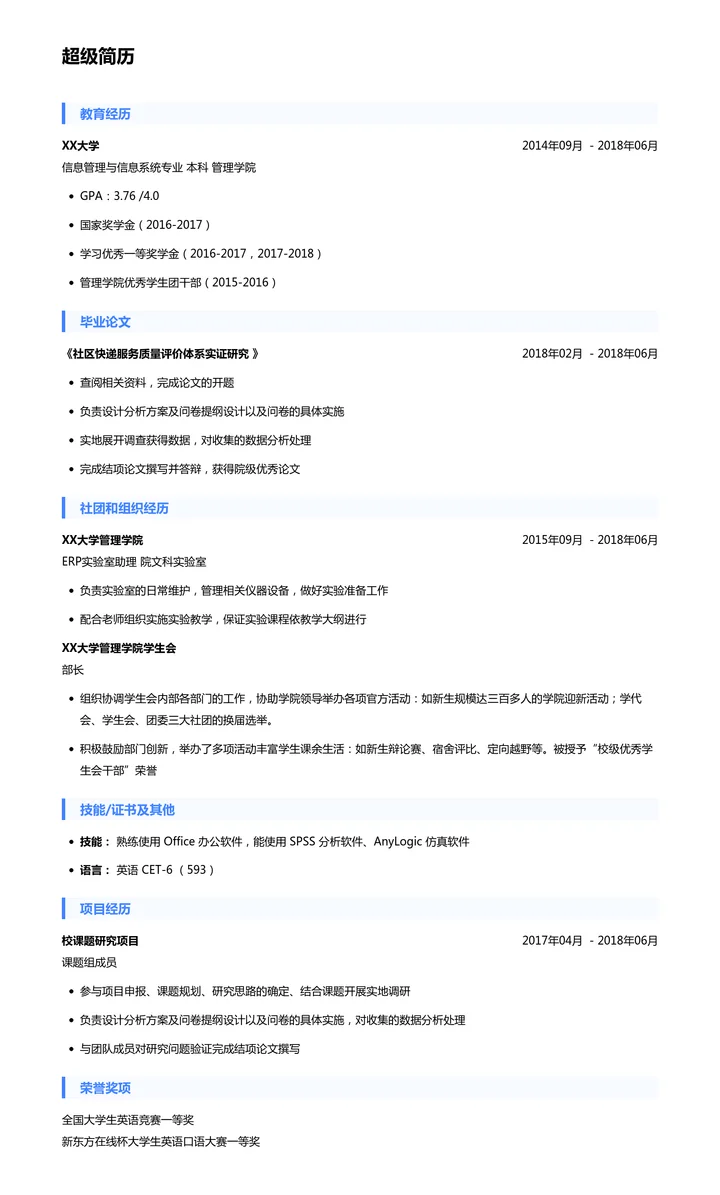 超级简历
教育经历
XX大学 2014年09月 - 2018年06月
信息管理与信息系统专业 本科 管理学院
• GPA：3.76 /4.0
• 国家奖学金（2016-2017）
• 学习优秀一等奖学金（2016-2017，2017-2018）
• 管理学院优秀学生团干部（2015-2016）
毕业论文
《社区快递服务质量评价体系实证研究 》 2018年02月 - 2018年06月
• 查阅相关资料，完成论文的开题
• 负责设计分析方案及问卷提纲设计以及问卷的具体实施
• 实地展开调查获得数据，对收集的数据分析处理
• 完成结项论文撰写并答辩，获得院级优秀论文
社团和组织经历
XX大学管理学院 2015年09月 - 2018年06月
ERP实验室助理 院文科实验室
• 负责实验室的日常维护，管理相关仪器设备，做好实验准备工作
• 配合老师组织实施实验教学，保证实验课程依教学大纲进行
XX大学管理学院学生会
部长
• 组织协调学生会内部各部门的工作，协助学院领导举办各项官方活动：如新生规模达三百多人的学院迎新活动；学代
会、学生会、团委三大社团的换届选举。
• 积极鼓励部门创新，举办了多项活动丰富学生课余生活：如新生辩论赛、宿舍评比、定向越野等。被授予“校级优秀学
生会干部”荣誉
技能/证书及其他
• 技能： 熟练使用 Office 办公软件，能使用 SPSS 分析软件、AnyLogic 仿真软件
• 语言： 英语 CET-6 （593）
项目经历
校课题研究项目 2017年04月 - 2018年06月
课题组成员
• 参与项目申报、课题规划、研究思路的确定、结合课题开展实地调研
• 负责设计分析方案及问卷提纲设计以及问卷的具体实施，对收集的数据分析处理
• 与团队成员对研究问题验证完成结项论文撰写
荣誉奖项
全国大学生英语竞赛一等奖
新东方在线杯大学生英语口语大赛一等奖